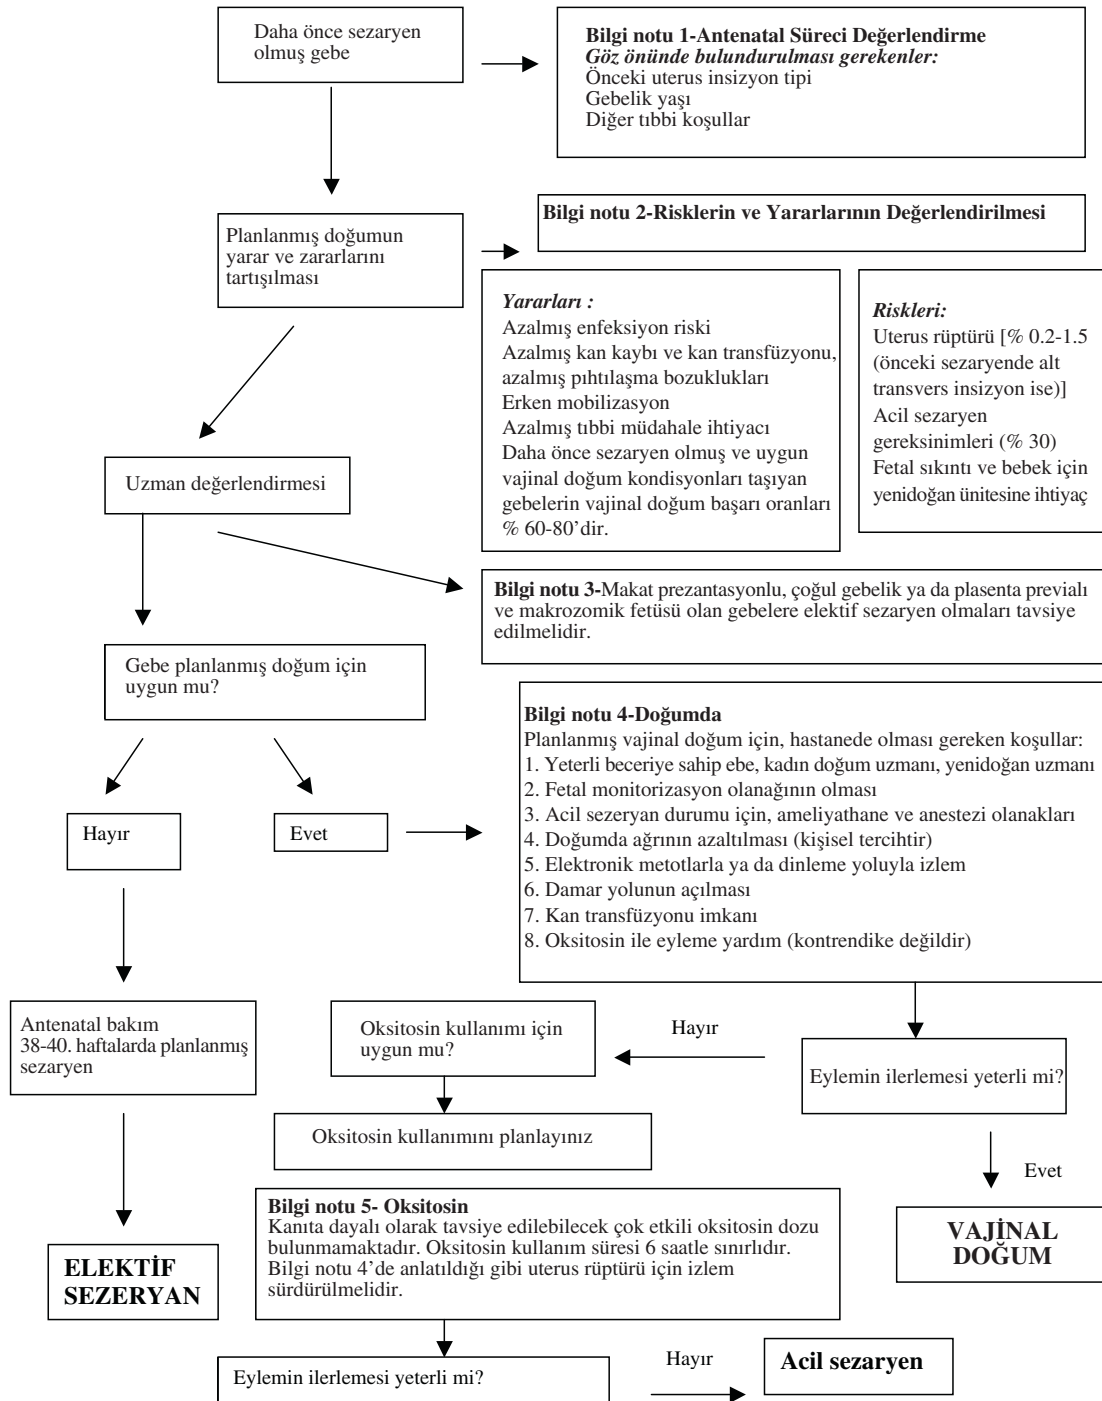 Daha önce sezaryen
olmuş gebe
Bilgi notu 1-Antenatal Süreci Değerlendirme
Göz önünde bulundurulması gerekenler:
Önceki uterus insizyon tipi
Gebelik yaşı
Diğer tıbbi koşullar
Planlanmış doğumun
yarar ve zararlarını
tartışılması
Bilgi notu 2-Risklerin ve Yararlarının Değerlendirilmesi
Yararları :
Azalmış enfeksiyon riski
Azalmış kan kaybı ve kan transfüzyonu,
azalmış pıhtılaşma bozuklukları
Erken mobilizasyon
Azalmış tıbbi müdahale ihtiyacı
Daha önce sezaryen olmuş ve uygun
vajinal doğum kondisyonları taşıyan
gebelerin vajinal doğum başarı oranları
% 60-80’dir.
Riskleri:
Uterus rüptürü [% 0.2-1.5
(önceki sezaryende alt
transvers insizyon ise)]
Acil sezaryen
gereksinimleri (% 30)
Fetal sıkıntı ve bebek için
yenidoğan ünitesine ihtiyaç
Uzman değerlendirmesi
Bilgi notu 3-Makat prezantasyonlu, çoğul gebelik ya da plasenta previalı
ve makrozomik fetüsü olan gebelere elektif sezaryen olmaları tavsiye
edilmelidir.
Gebe planlanmış doğum için
uygun mu?
Hayır
Evet
Bilgi notu 4-Doğumda
Planlanmış vajinal doğum için, hastanede olması gereken koşullar:
1. Yeterli beceriye sahip ebe, kadın doğum uzmanı, yenidoğan uzmanı
2. Fetal monitorizasyon olanağının olması
3. Acil sezeryan durumu için, ameliyathane ve anestezi olanakları
4. Doğumda ağrının azaltılması (kişisel tercihtir)
5. Elektronik metotlarla ya da dinleme yoluyla izlem
6. Damar yolunun açılması
7. Kan transfüzyonu imkanı
8. Oksitosin ile eyleme yardım (kontrendike değildir)
Antenatal bakım
38-40. haftalarda planlanmış
sezaryen
Oksitosin kullanımı için
uygun mu?
Hayır
Eylemin ilerlemesi yeterli mi?
Oksitosin kullanımını planlayınız
Evet
Bilgi notu 5- Oksitosin
Kanıta dayalı olarak tavsiye edilebilecek çok etkili oksitosin dozu
bulunmamaktadır. Oksitosin kullanım süresi 6 saatle sınırlıdır.
Bilgi notu 4’de anlatıldığı gibi uterus rüptürü için izlem
sürdürülmelidir.
VAJİNAL
DOĞUM
ELEKTİF
SEZERYAN
Eylemin ilerlemesi yeterli mi?
Hayır
Acil sezaryen